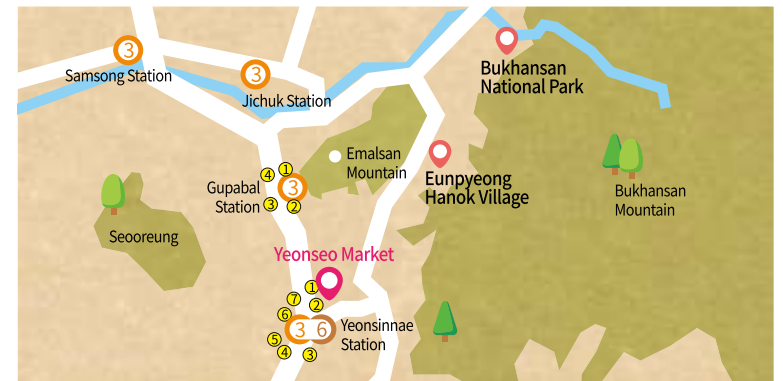 3
Samsong Station
3
Jichuk Station
Bukhansan
National Park
Emalsan
Mountain
4
1
3
Gupabal
Station
3
2
Eunpyeong
Hanok Village
Bukhansan
Mountain
Seooreung
Yeonseo Market
1
7
2
6
3 6
Yeonsinnae
Station
5
4
3